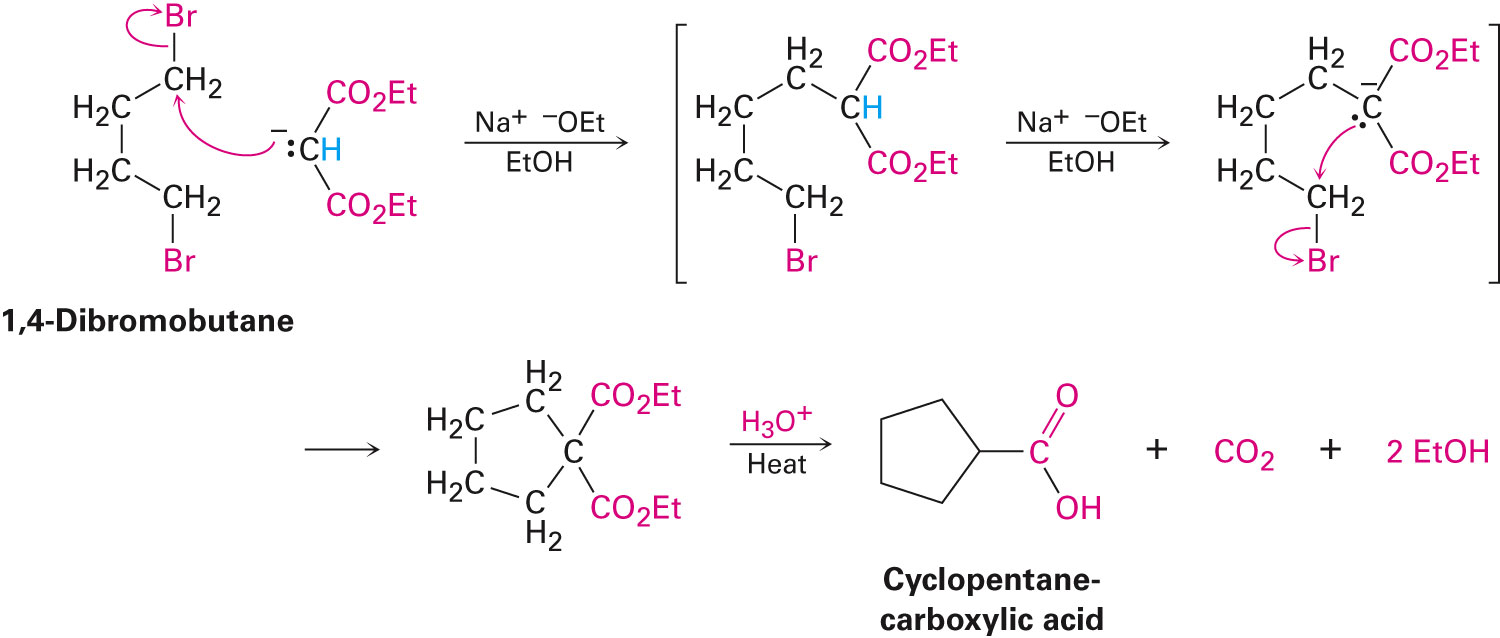 Br
CH₂
H₂C
H₂C
CH₂
Br
⁻:CH
CO₂Et
CO₂Et
Na⁺ ⁻OEt
EtOH
H₂
C
H₂C
H₂C
CH₂
Br
CO₂Et
CH
CO₂Et
Na⁺ ⁻OEt
EtOH
H₂
C
H₂C
H₂C
CH₂
Br
CO₂Et
⁻:C
CO₂Et
1,4-Dibromobutane
H₂
C
H₂C
H₂C
C
H₂
C
CO₂Et
CO₂Et
H₃O⁺
Heat
O
C
OH
+ CO₂ + 2 EtOH
Cyclopentane-
carboxylic acid